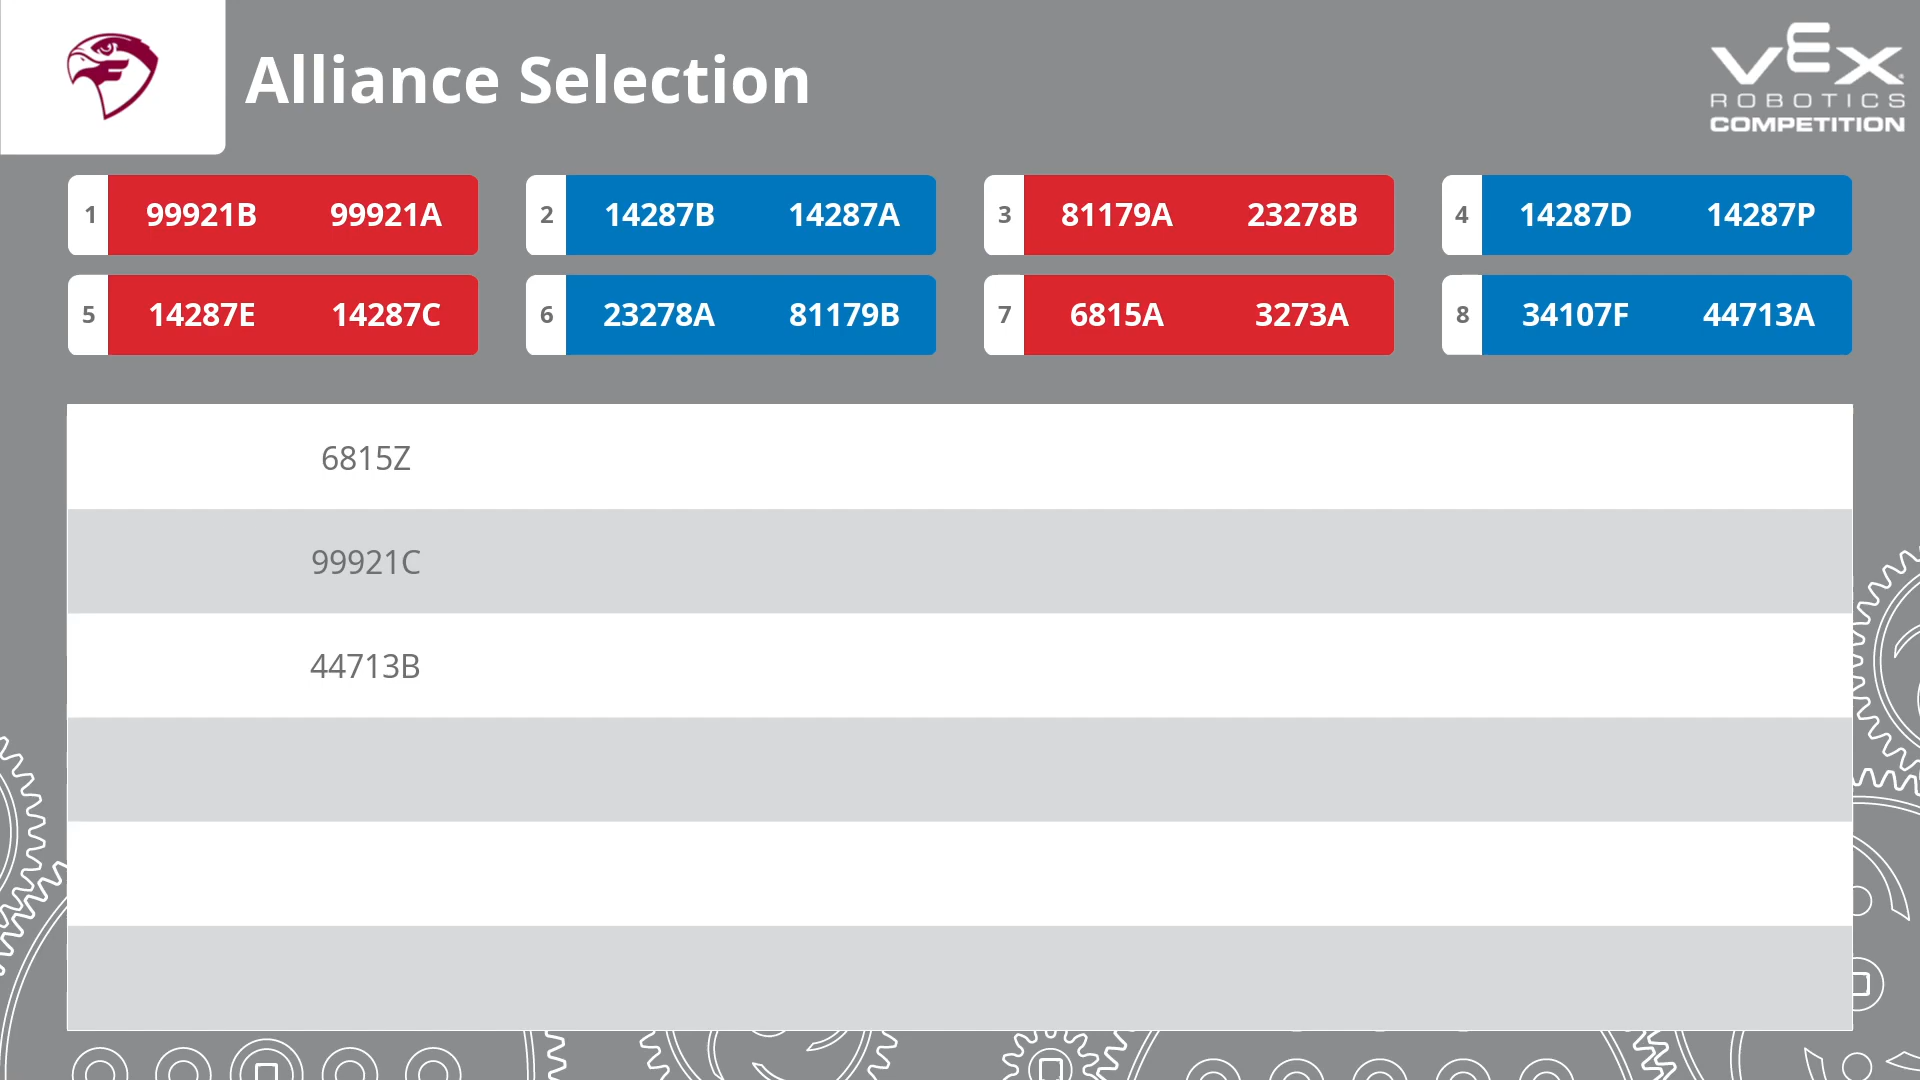 Alliance Selection
VEX
ROBOTICS
COMPETITION
1 99921B 99921A 2 14287B 14287A 3 81179A 23278B 4 14287D 14287P
5 14287E 14287C 6 23278A 81179B 7 6815A 3273A 8 34107F 44713A
6815Z
99921C
44713B